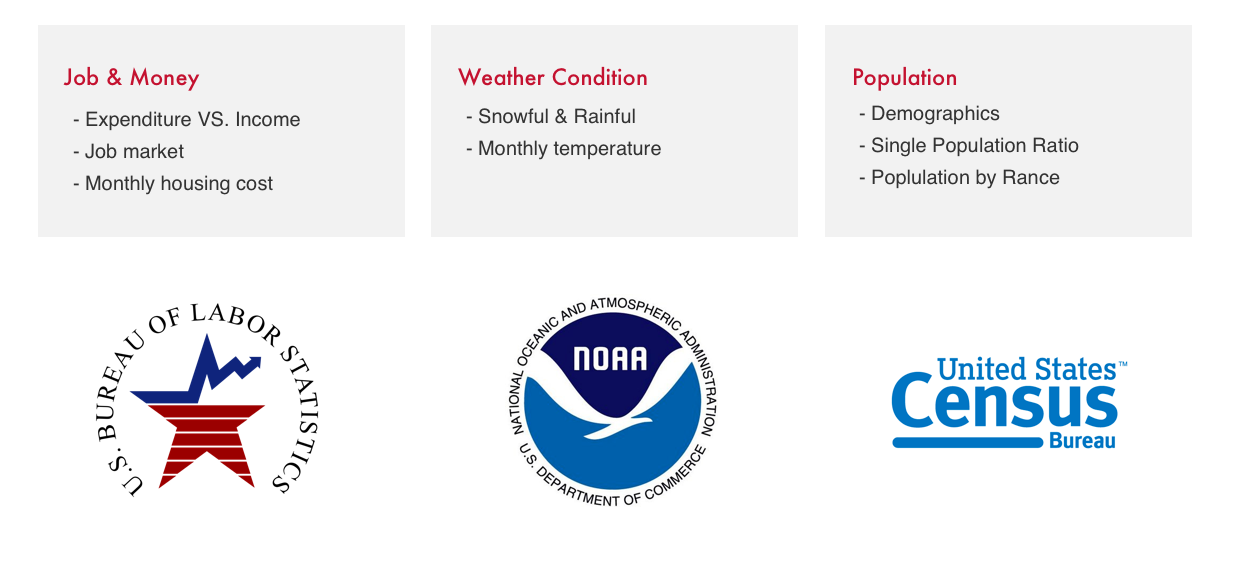 Job & Money
- Expenditure VS. Income
- Job market
- Monthly housing cost
Weather Condition
- Snowful & Rainful
- Monthly temperature
Population
- Demographics
- Single Population Ratio
- Poplulation by Rance
U.S. BUREAU OF LABOR STATISTICS
NATIONAL OCEANIC AND ATMOSPHERIC ADMINISTRATION
NOAA
U.S. DEPARTMENT OF COMMERCE
United States™
Census
Bureau